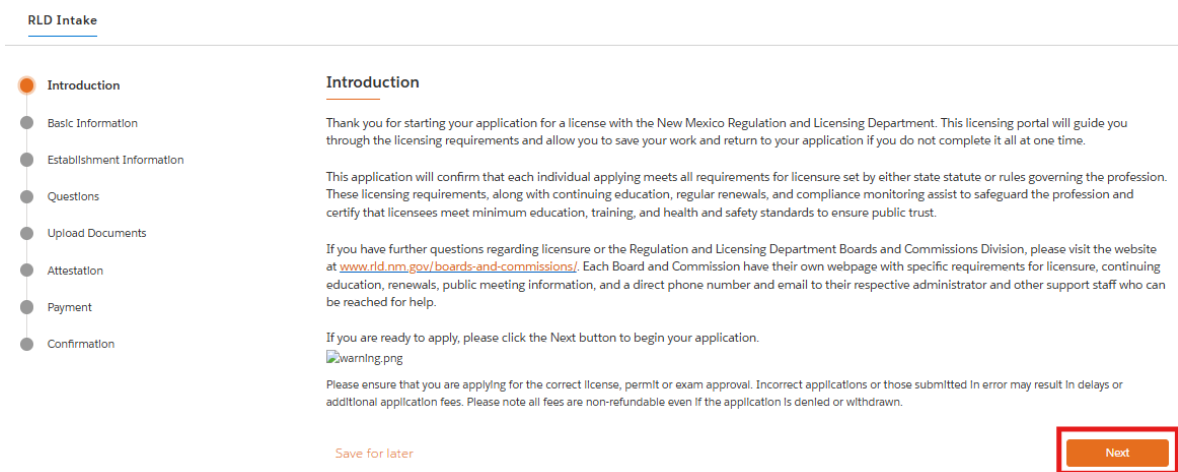 RLD Intake
Introduction
Basic Information
Establishment Information
Questions
Upload Documents
Attestation
Payment
Confirmation
Introduction
Thank you for starting your application for a license with the New Mexico Regulation and Licensing Department. This licensing portal will guide you
through the licensing requirements and allow you to save your work and return to your application if you do not complete it all at one time.
This application will confirm that each individual applying meets all requirements for licensure set by either state statute or rules governing the profession.
These licensing requirements, along with continuing education, regular renewals, and compliance monitoring assist to safeguard the profession and
certify that licensees meet minimum education, training, and health and safety standards to ensure public trust.
If you have further questions regarding licensure or the Regulation and Licensing Department Boards and Commissions Division, please visit the website
at www.rld.nm.gov/boards-and-commissions/. Each Board and Commission have their own webpage with specific requirements for licensure, continuing
education, renewals, public meeting information, and a direct phone number and email to their respective administrator and other support staff who can
be reached for help.
If you are ready to apply, please click the Next button to begin your application.
warning.png
Please ensure that you are applying for the correct license, permit or exam approval. Incorrect applications or those submitted in error may result in delays or
additional application fees. Please note all fees are non-refundable even if the application is denied or withdrawn.
Save for later
Next